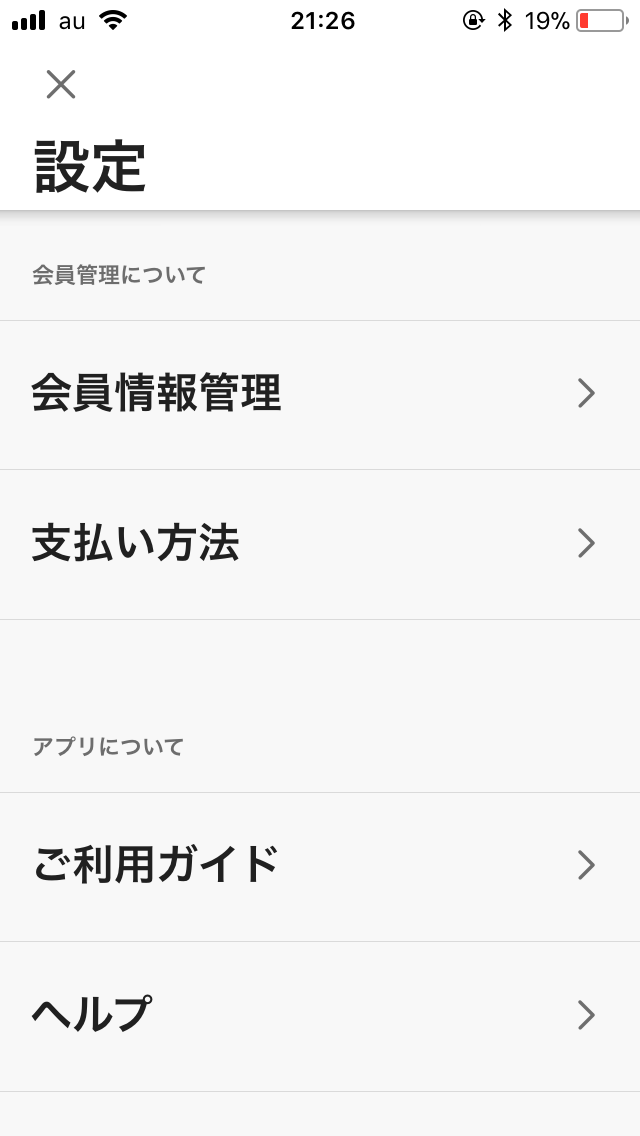 au 21:26 19%
設定
会員管理について
会員情報管理
支払い方法
アプリについて
ご利用ガイド
ヘルプ